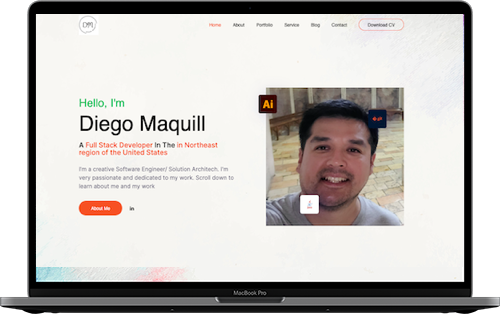 DM
Home About Portfolio Service Blog Contact Download CV
Hello, I'm
Diego Maquill
A Full Stack Developer In The in Northeast
region of the United States
I'm a creative Software Engineer/ Solution Architech. I'm
very passionate and dedicated to my work. Scroll down to
learn about me and my work
About Me in
Ai
MacBook Pro